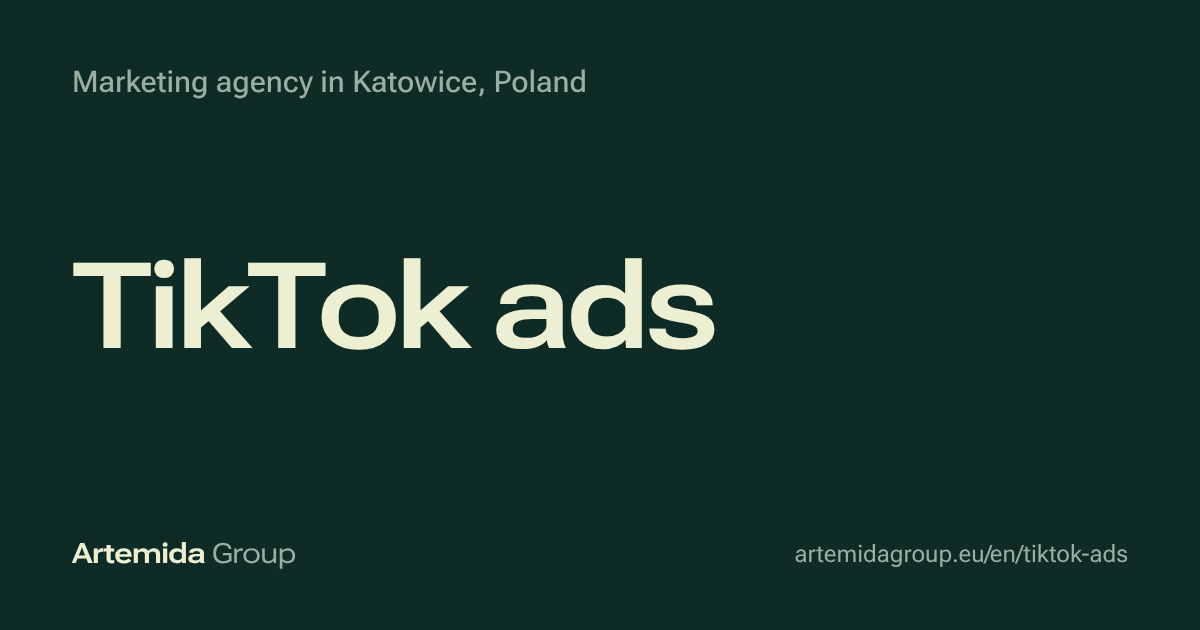 Marketing agency in Katowice, Poland
TikTok ads
Artemida Group
artemidagroup.eu/en/tiktok-ads